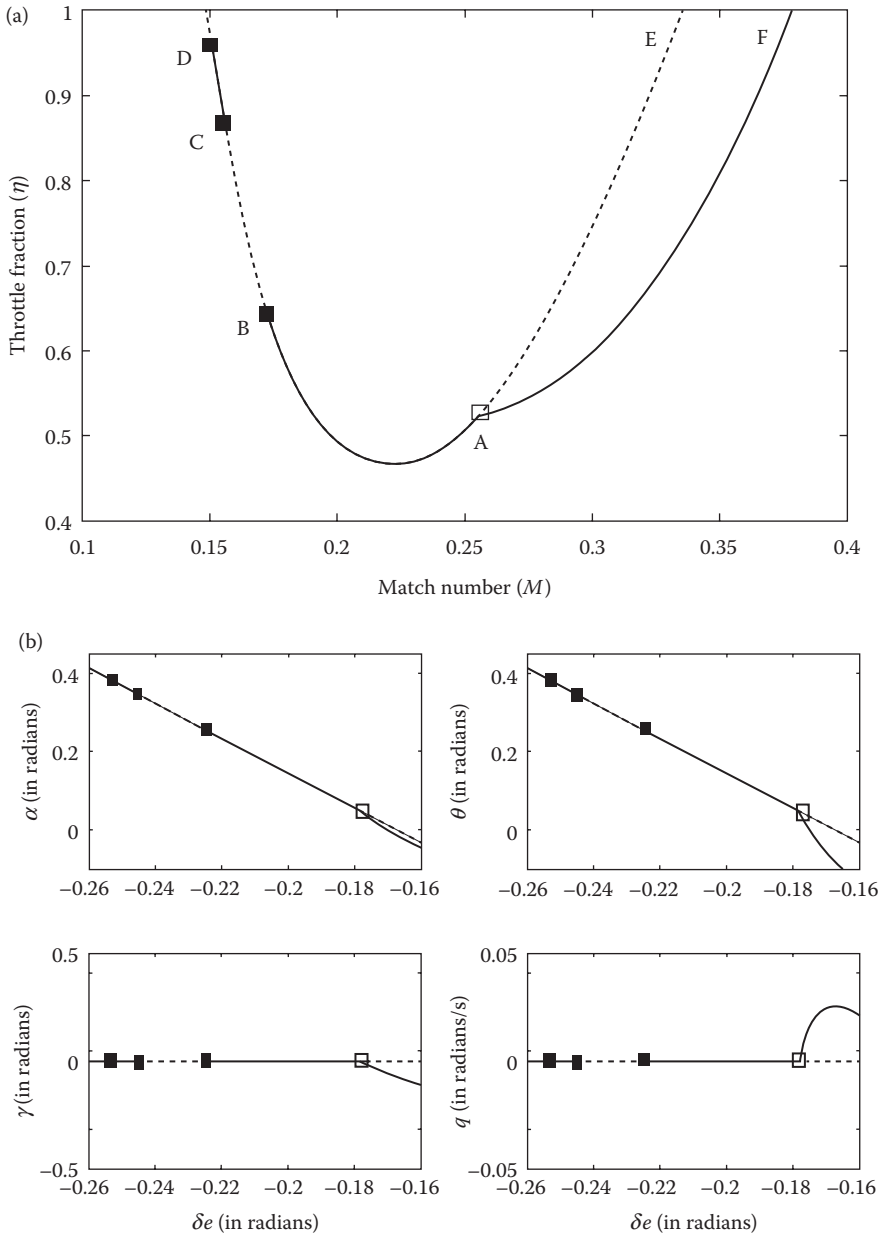 (a)
1
0.9
0.8
0.7
0.6
0.5
0.4
Throttle fraction (η)
D
C
B
A
E
F
0.1
0.15
0.2
0.25
0.3
0.35
0.4
Match number (M)
(b)
0.4
0.2
0
α (in radians)
−0.26 −0.24 −0.22 −0.2 −0.18 −0.16
0.4
0.2
0
θ (in radians)
−0.26 −0.24 −0.22 −0.2 −0.18 −0.16
0.5
0
−0.5
γ (in radians)
−0.26 −0.24 −0.22 −0.2 −0.18 −0.16
δe (in radians)
0.05
0
−0.05
q (in radians/s)
−0.26 −0.24 −0.22 −0.2 −0.18 −0.16
δe (in radians)